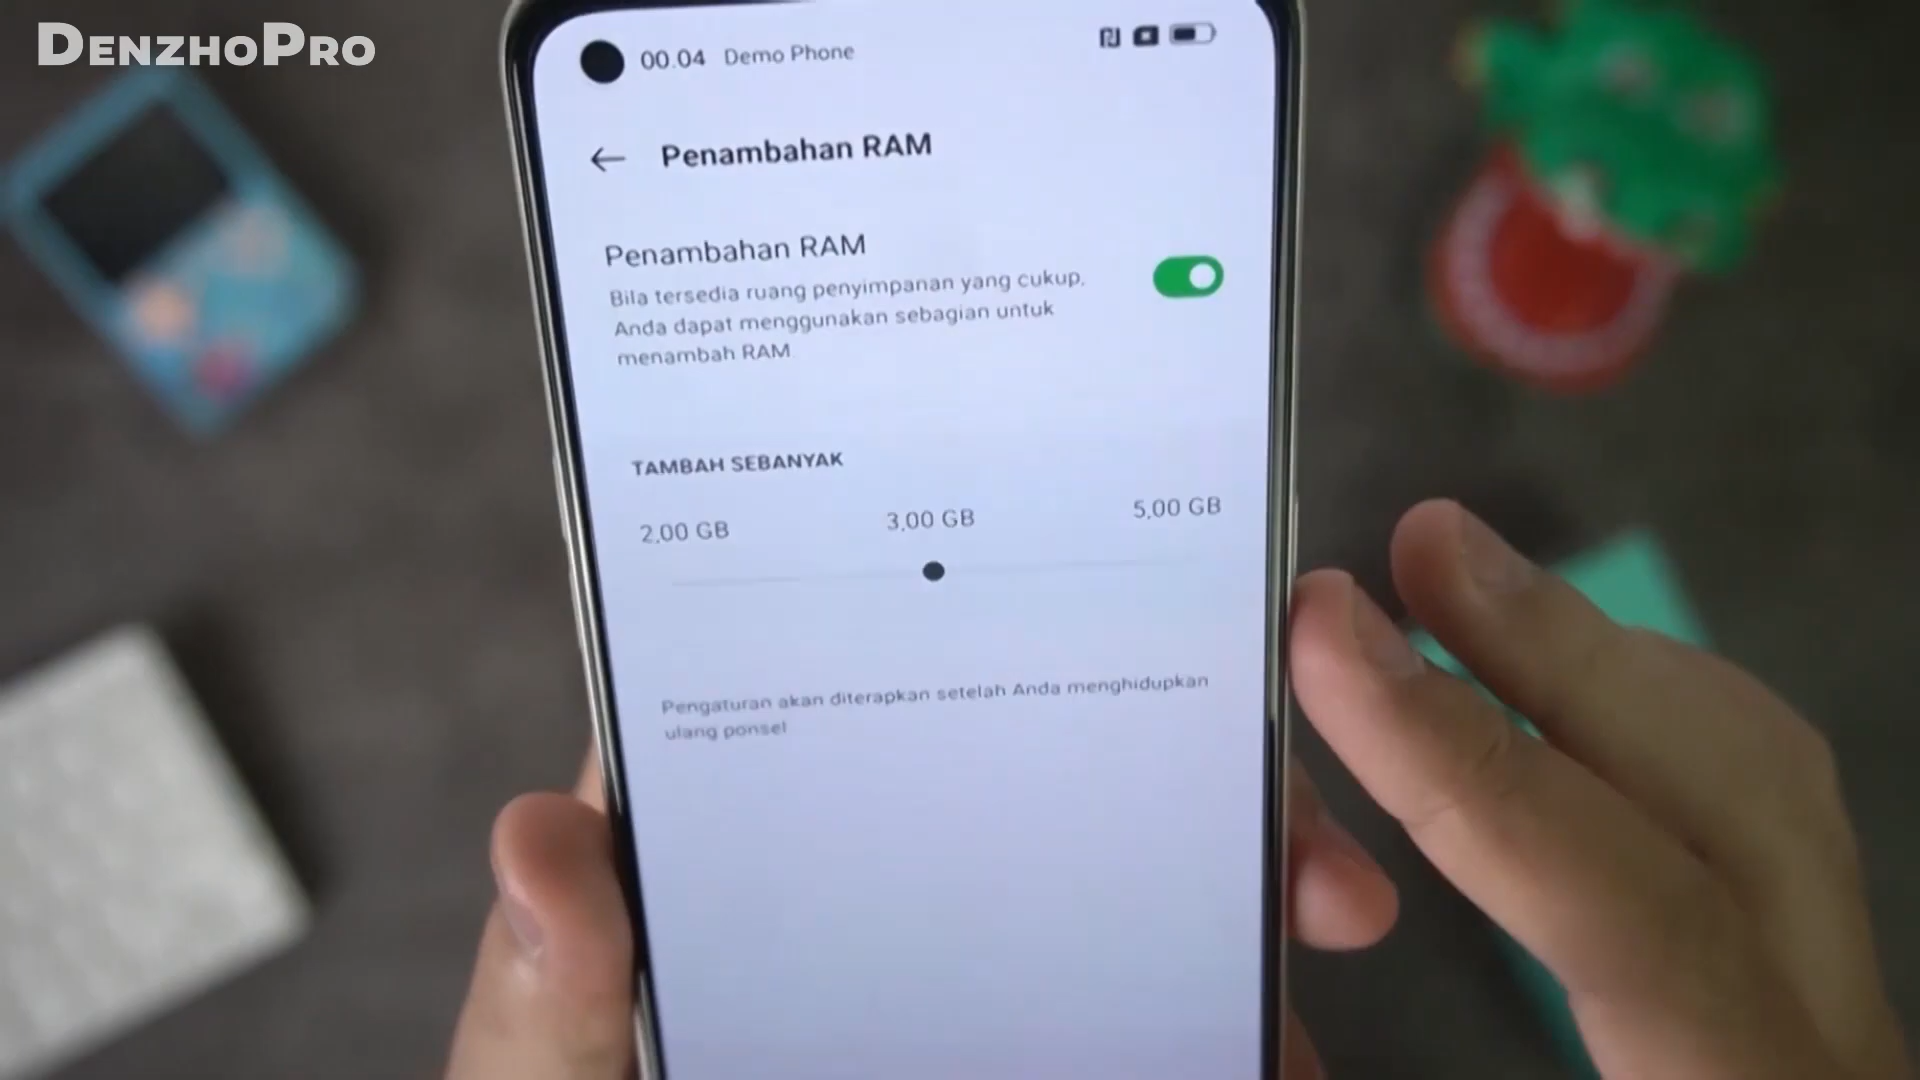 DENZHOPRO
00.04 Demo Phone
Penambahan RAM
Penambahan RAM
Bila tersedia ruang penyimpanan yang cukup,
Anda dapat menggunakan sebagian untuk
menambah RAM.
TAMBAH SEBANYAK
2,00 GB 3,00 GB 5,00 GB
Pengaturan akan diterapkan setelah Anda menghidupkan
ulang ponsel